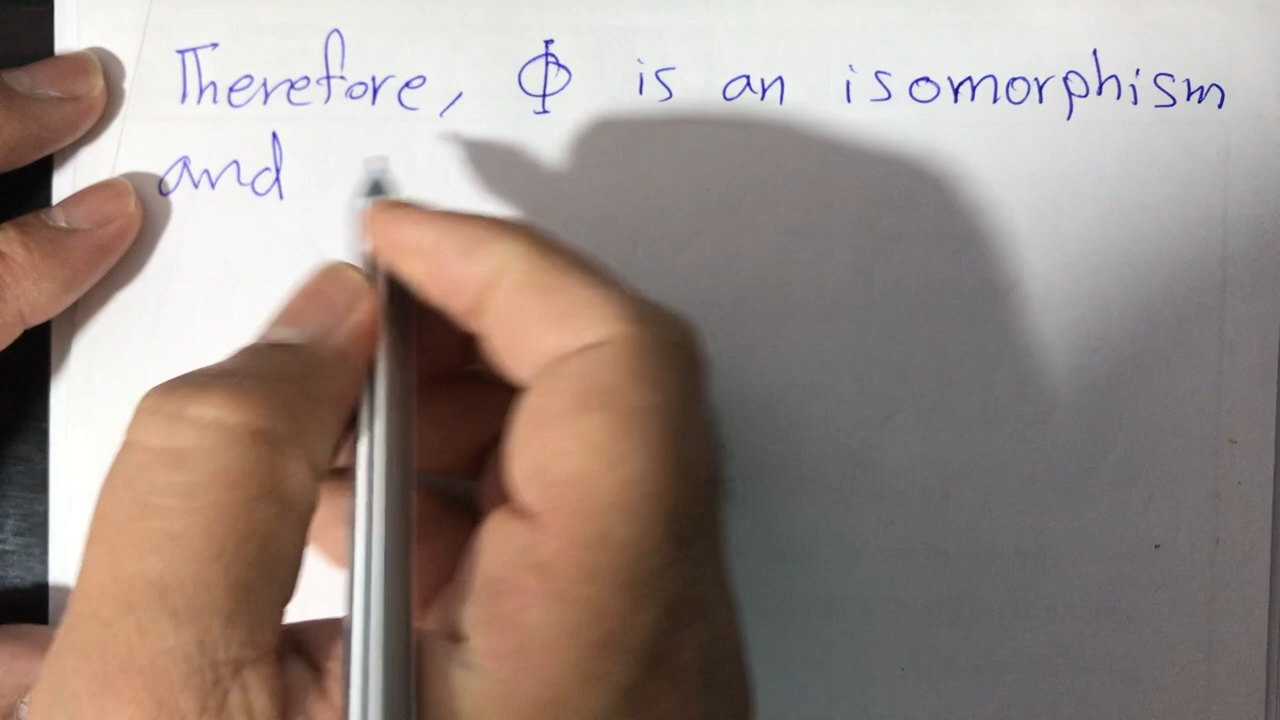 Therefore, Φ is an isomorphism
and